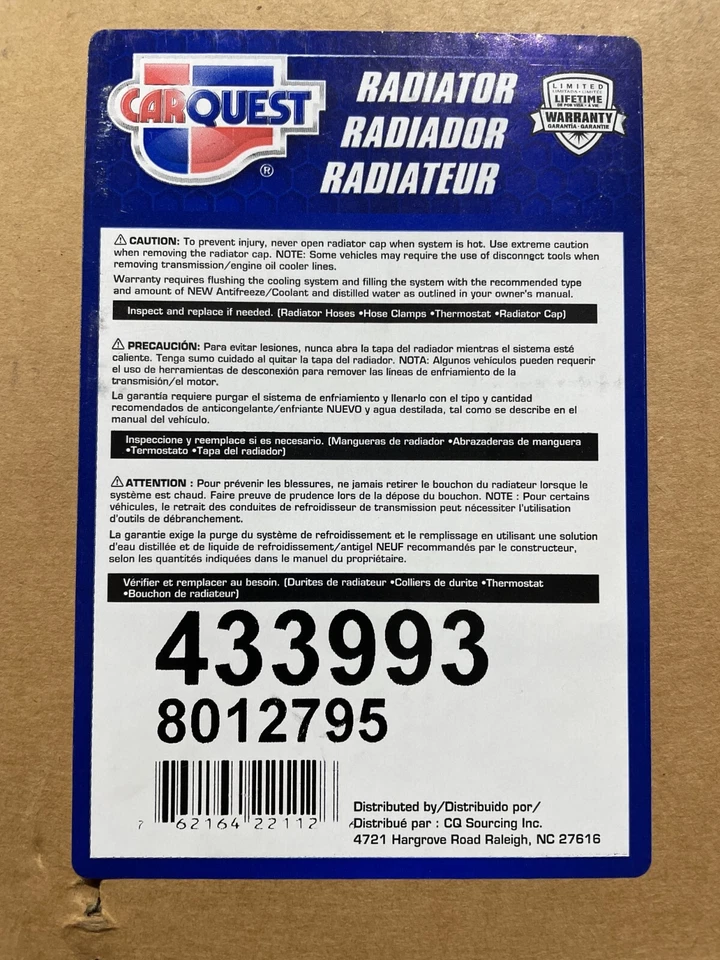 CARQUEST
®
RADIATOR
RADIADOR
RADIATEUR
LIMITED
LIMITADA • LIMITÉE
LIFETIME
DE POR VIDA • À VIE
WARRANTY
GARANTÍA • GARANTIE
⚠ CAUTION: To prevent injury, never open radiator cap when system is hot. Use extreme caution
when removing the radiator cap. NOTE: Some vehicles may require the use of disconnect tools when
removing transmission/engine oil cooler lines.
Warranty requires flushing the cooling system and filling the system with the recommended type
and amount of NEW Antifreeze/Coolant and distilled water as outlined in your owner's manual.
Inspect and replace if needed. (Radiator Hoses •Hose Clamps •Thermostat •Radiator Cap)
⚠ PRECAUCIÓN: Para evitar lesiones, nunca abra la tapa del radiador mientras el sistema esté
caliente. Tenga sumo cuidado al quitar la tapa del radiador. NOTA: Algunos vehículos pueden requerir
el uso de herramientas de desconexión para remover las líneas de enfriamiento de la
transmisión/el motor.
La garantía requiere purgar el sistema de enfriamiento y llenarlo con el tipo y cantidad
recomendados de anticongelante/enfriante NUEVO y agua destilada, tal como se describe en el
manual del vehículo.
Inspeccione y reemplace si es necesario. (Mangueras de radiador •Abrazaderas de manguera
•Termostato •Tapa del radiador)
⚠ ATTENTION : Pour prévenir les blessures, ne jamais retirer le bouchon du radiateur lorsque le
système est chaud. Faire preuve de prudence lors de la dépose du bouchon. NOTE : Pour certains
véhicules, le retrait des conduites de refroidisseur de transmission peut nécessiter l'utilisation
d'outils de débranchement.
La garantie exige la purge du système de refroidissement et le remplissage en utilisant une solution
d'eau distillée et de liquide de refroidissement/antigel NEUF recommandés par le constructeur,
selon les quantités indiquées dans le manuel du propriétaire.
Vérifier et remplacer au besoin. (Durites de radiateur •Colliers de durite •Thermostat
•Bouchon de radiateur)
433993
8012795
7 62164 22112
Distributed by/Distribuido por/
Distribué par : CQ Sourcing Inc.
4721 Hargrove Road Raleigh, NC 27616